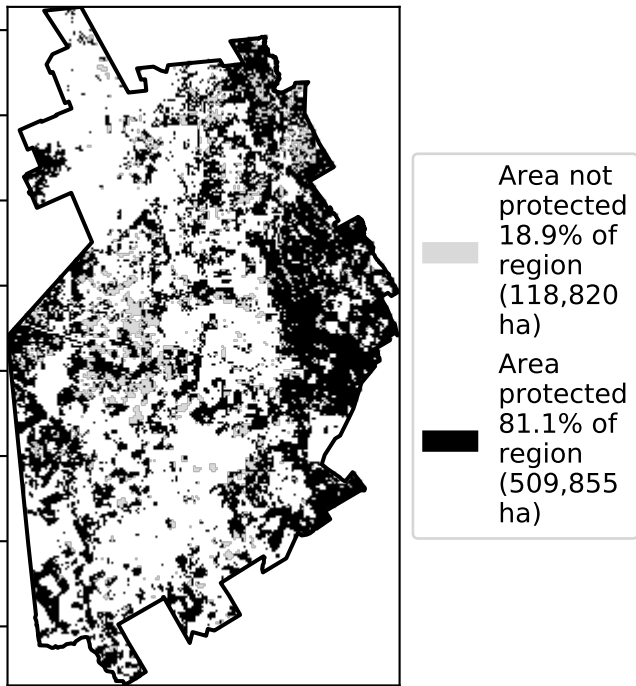 Area not
protected
18.9% of
region
(118,820
ha)
Area
protected
81.1% of
region
(509,855
ha)